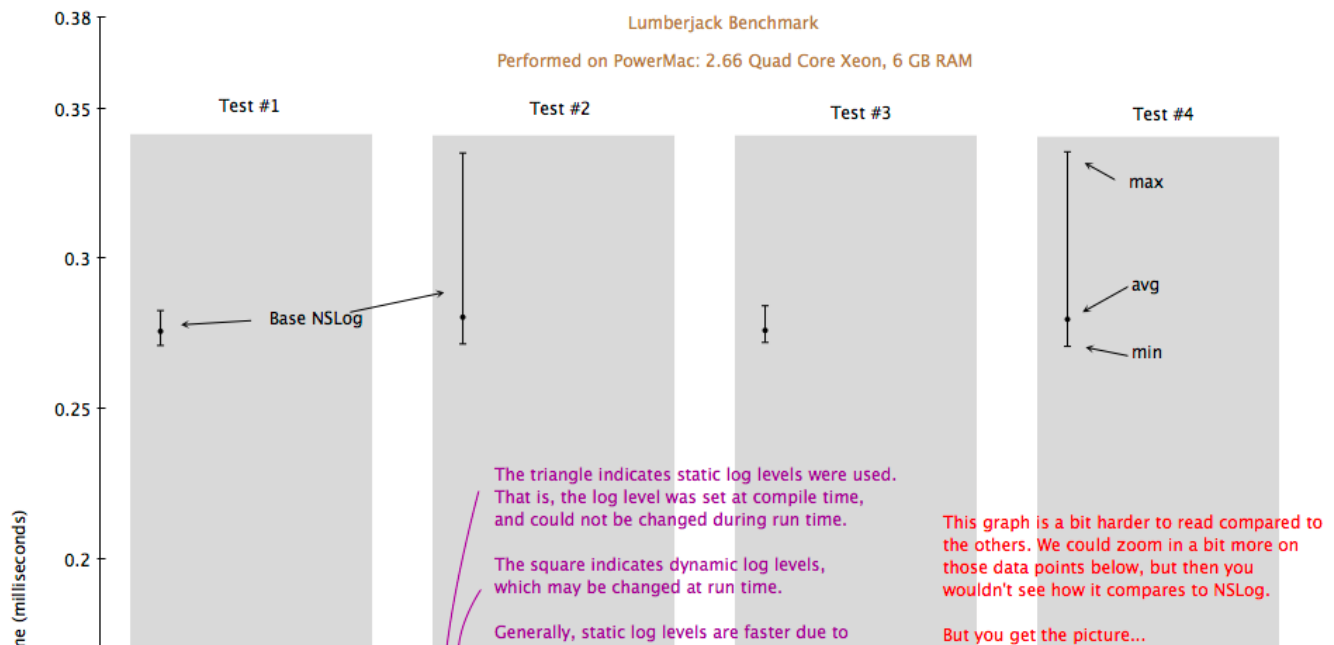 0.38
Lumberjack Benchmark
Performed on PowerMac: 2.66 Quad Core Xeon, 6 GB RAM
0.35
Test #1
Test #2
Test #3
Test #4
max
0.3
avg
Base NSLog
min
0.25
The triangle indicates static log levels were used.
That is, the log level was set at compile time,
and could not be changed during run time.
The square indicates dynamic log levels,
which may be changed at run time.
Generally, static log levels are faster due to
This graph is a bit harder to read compared to
the others. We could zoom in a bit more on
those data points below, but then you
wouldn't see how it compares to NSLog.
But you get the picture...
0.2
ne (milliseconds)